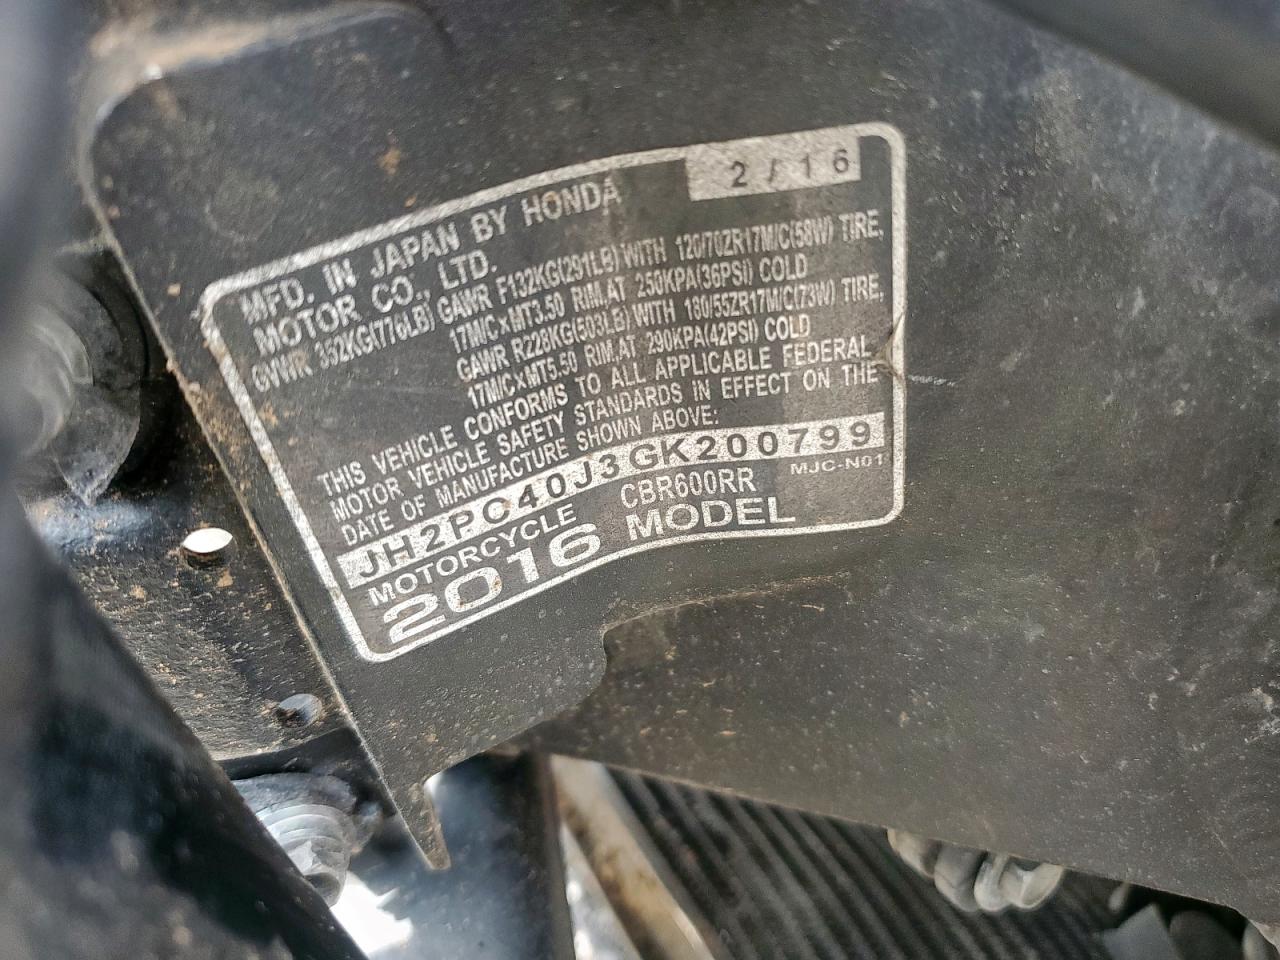 MFD. IN JAPAN BY HONDA 2/16
MOTOR CO., LTD.
GVWR 352KG(776LB) GAWR F132KG(291LB) WITH 120/70ZR17M/C(58W) TIRE,
17M/C x MT3.50 RIM, AT 250KPA(36PSI) COLD
GAWR R228KG(503LB) WITH 180/55ZR17M/C(73W) TIRE,
17M/C x MT5.50 RIM, AT 290KPA(42PSI) COLD
THIS VEHICLE CONFORMS TO ALL APPLICABLE FEDERAL
MOTOR VEHICLE SAFETY STANDARDS IN EFFECT ON THE
DATE OF MANUFACTURE SHOWN ABOVE:
JH2PC40J3GK200799
MOTORCYCLE CBR600RR MJC-N01
2016 MODEL